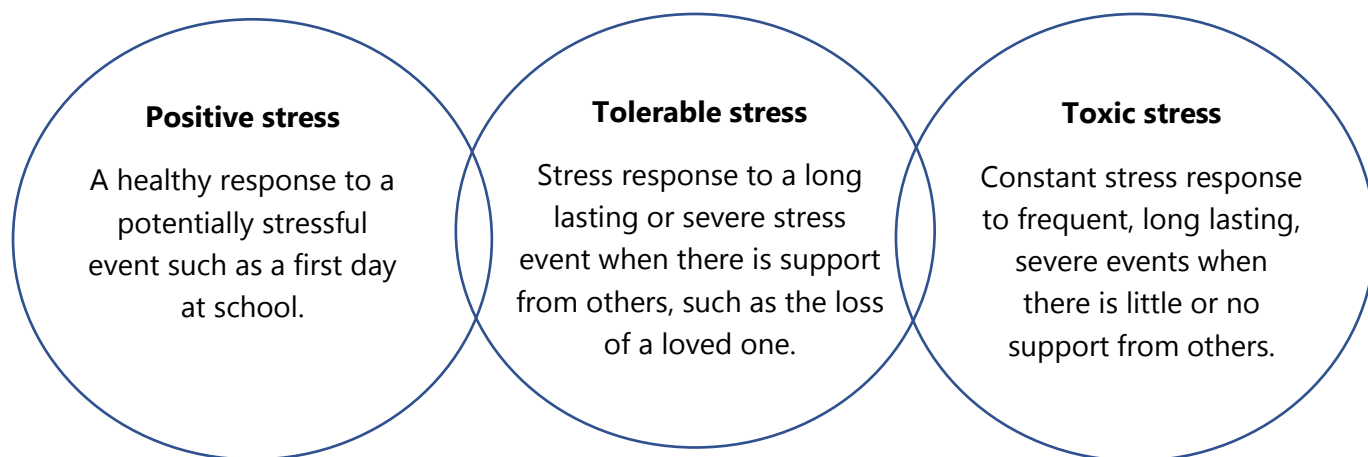 Positive stress
A healthy response to a
potentially stressful
event such as a first day
at school.
Tolerable stress
Stress response to a long
lasting or severe stress
event when there is support
from others, such as the loss
of a loved one.
Toxic stress
Constant stress response
to frequent, long lasting,
severe events when
there is little or no
support from others.